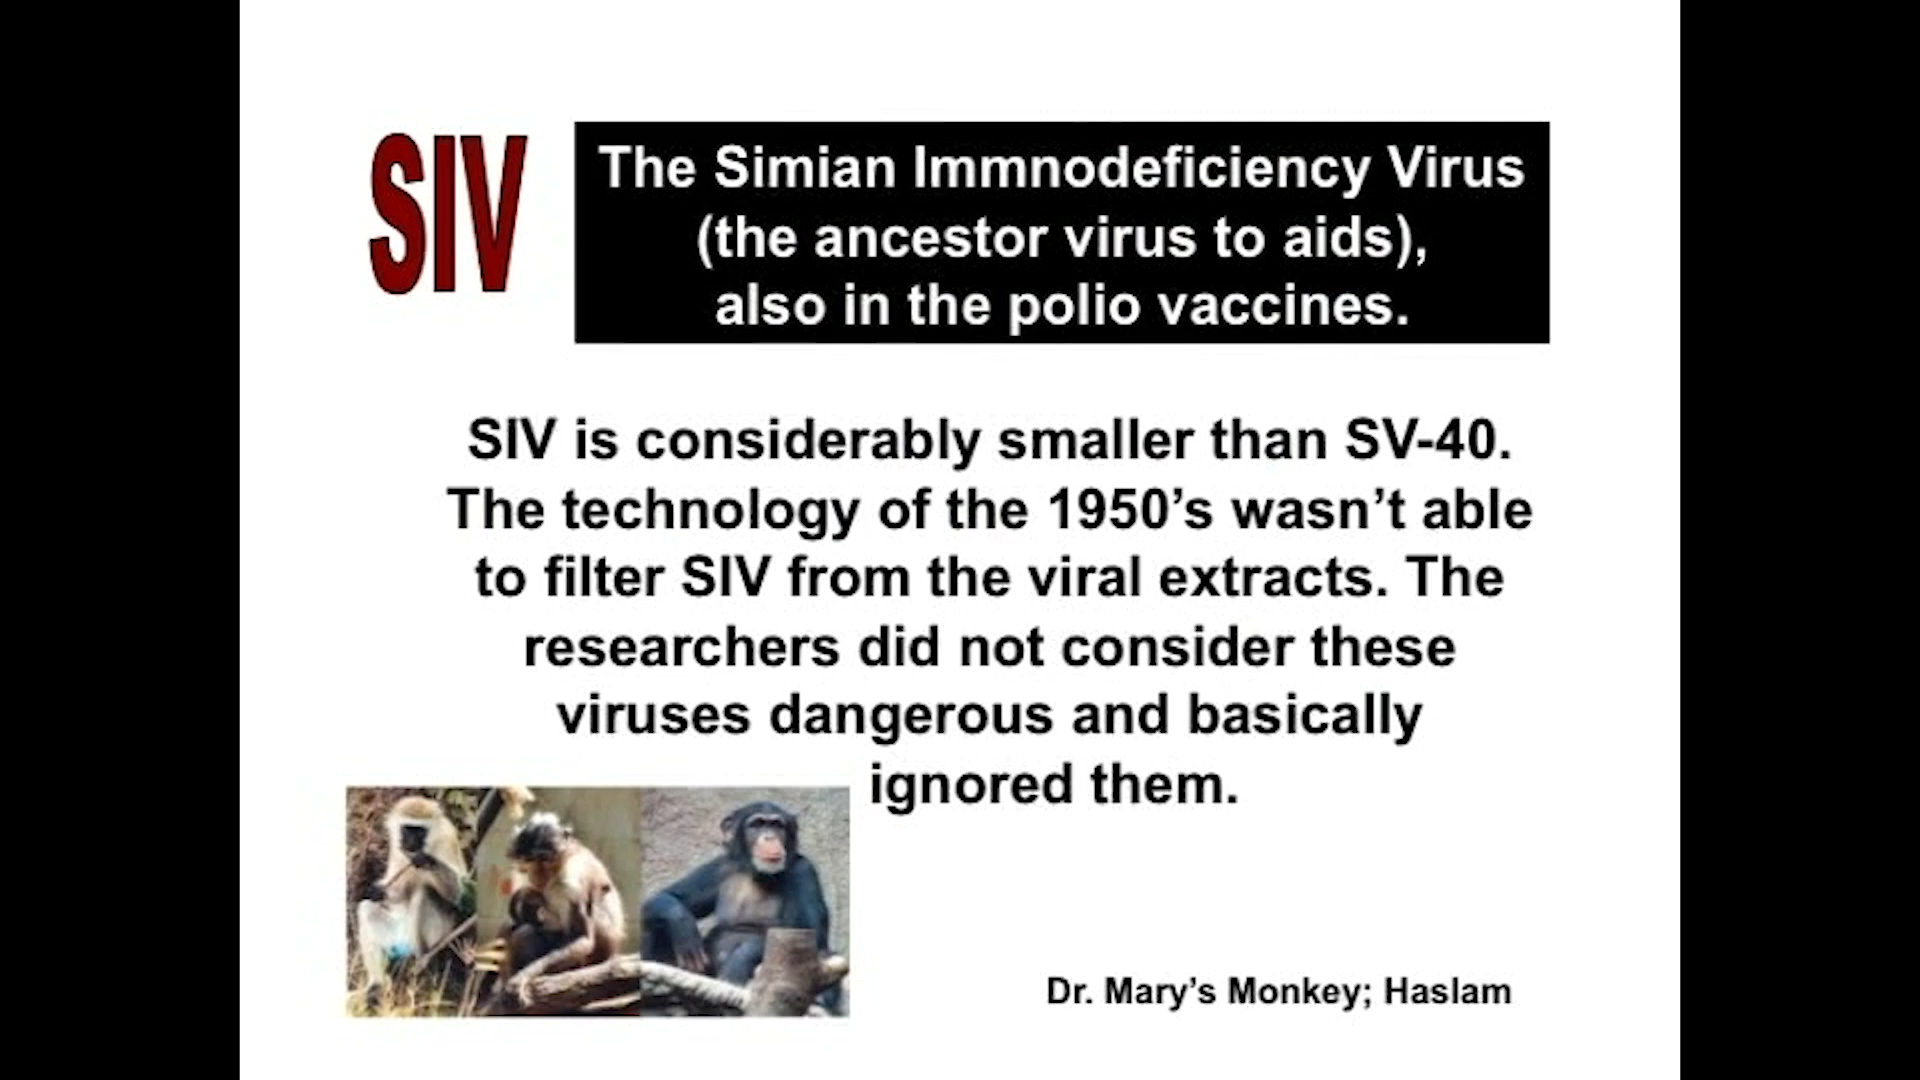 SIV
The Simian Immnodeficiency Virus
(the ancestor virus to aids),
also in the polio vaccines.
SIV is considerably smaller than SV-40.
The technology of the 1950’s wasn’t able
to filter SIV from the viral extracts. The
researchers did not consider these
viruses dangerous and basically
ignored them.
Dr. Mary’s Monkey; Haslam